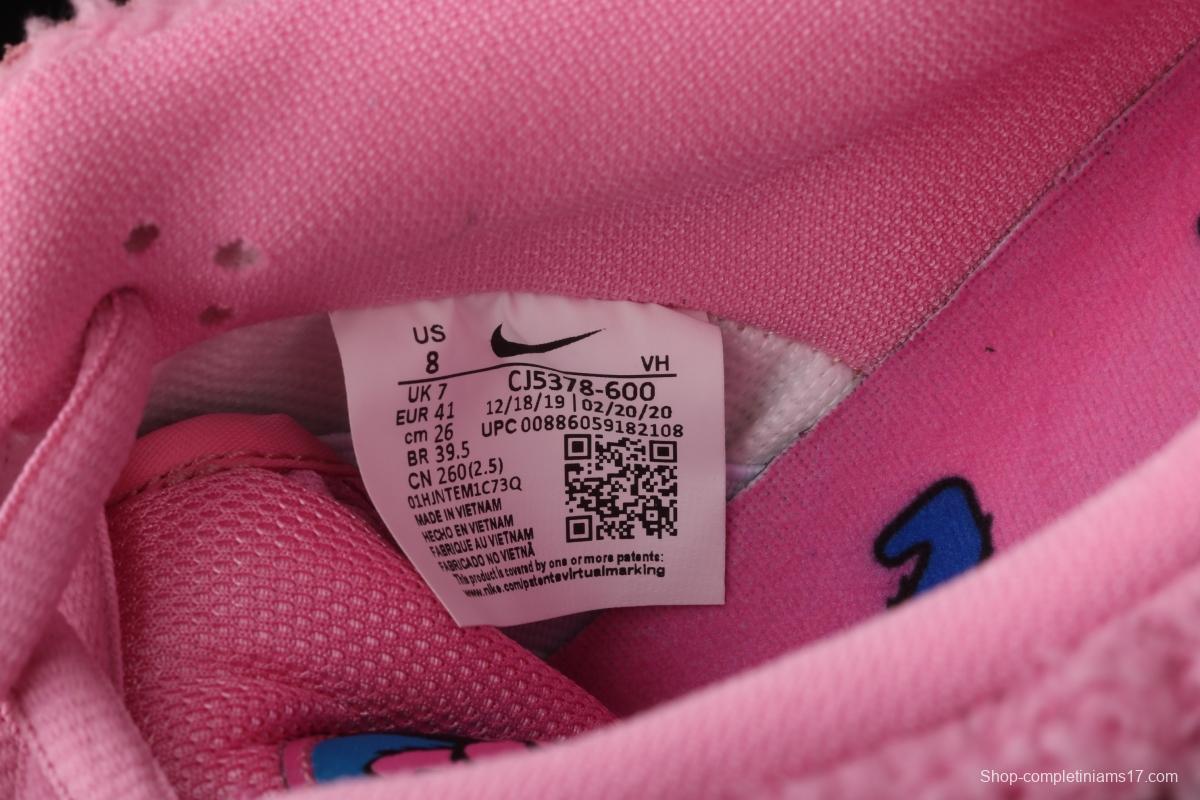 US
8
VH
UK 7
CJ5378-600
EUR 41
12/18/19 | 02/20/20
cm 26
UPC 00886059182108
BR 39.5
CN 260(2.5)
01HJNTEM1C73Q
MADE IN VIETNAM
HECHO EN VIETNAM
FABRIQUE AU VIETNAM
FABRICADO NO VIETNÃ
This product is covered by one or more patents:
www.nike.com/patentsvirtualmarking
Shop-completiniams17.com